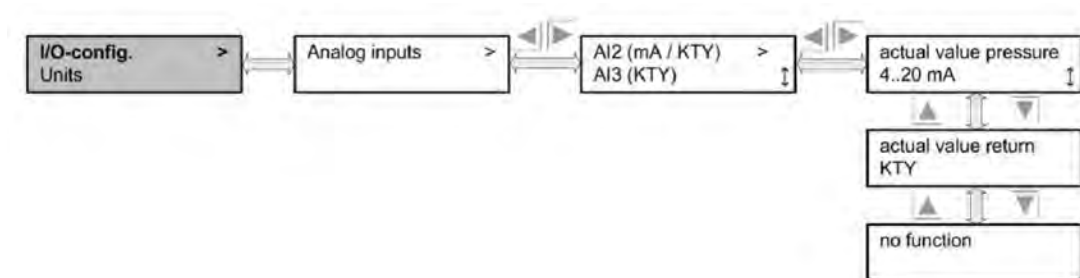 I/O-config. >
Units
Analog inputs >
AI2 (mA / KTY) >
AI3 (KTY)
actual value pressure
4..20 mA
actual value return
KTY
no function